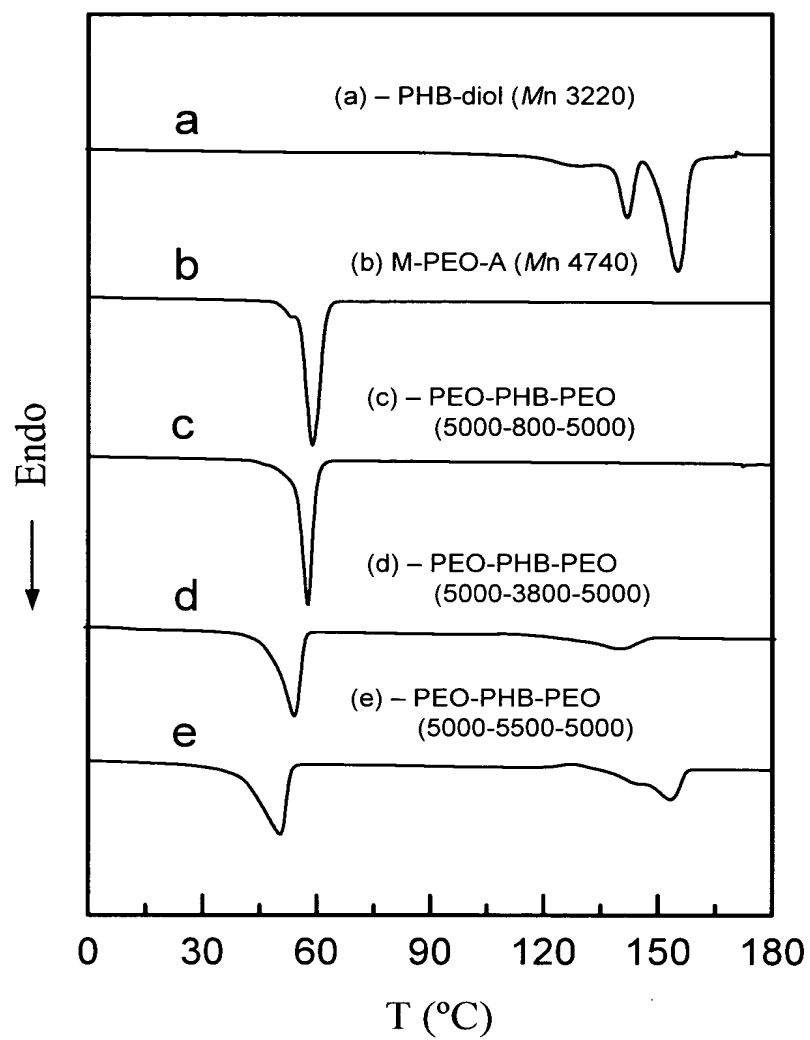 (a) – PHB-diol (Mn 3220)
a
b
(b) M-PEO-A (Mn 4740)
(c) – PEO-PHB-PEO
(5000-800-5000)
c
(d) – PEO-PHB-PEO
(5000-3800-5000)
d
(e) – PEO-PHB-PEO
(5000-5500-5000)
e
Endo
0 30 60 90 120 150 180
T (ºC)